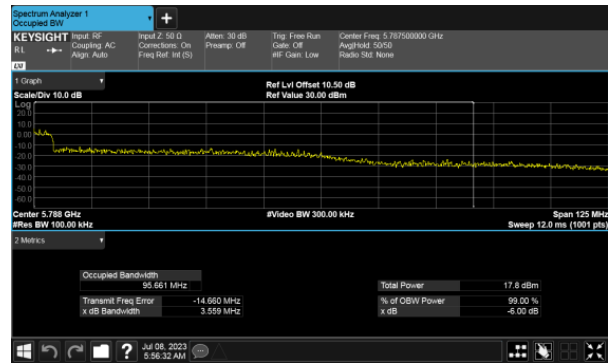 Spectrum Analyzer 1
Occupied BW
+
KEYSIGHT Input: RF Input Z: 50 Ω Atten: 30 dB Trig: Free Run Center Freq: 5.787500000 GHz
RL Coupling: AC Corrections: On Preamp: Off Gate: Off Avg|Hold: 50/50
Align: Auto Freq Ref: Int (S) #IF Gain: Low Radio Std: None
LXI
1 Graph
Ref Lvl Offset 10.50 dB
Scale/Div 10.0 dB Ref Value 30.00 dBm
Log
20.0
10.0
0.00
-10.0
-20.0
-30.0
-40.0
-50.0
-60.0
Center 5.788 GHz #Video BW 300.00 kHz Span 125 MHz
#Res BW 100.00 kHz Sweep 12.0 ms (1001 pts)
2 Metrics
Occupied Bandwidth
95.661 MHz Total Power 17.8 dBm
Transmit Freq Error -14.660 MHz % of OBW Power 99.00 %
x dB Bandwidth 3.559 MHz x dB -6.00 dB
? Jul 08, 2023
5:56:32 AM